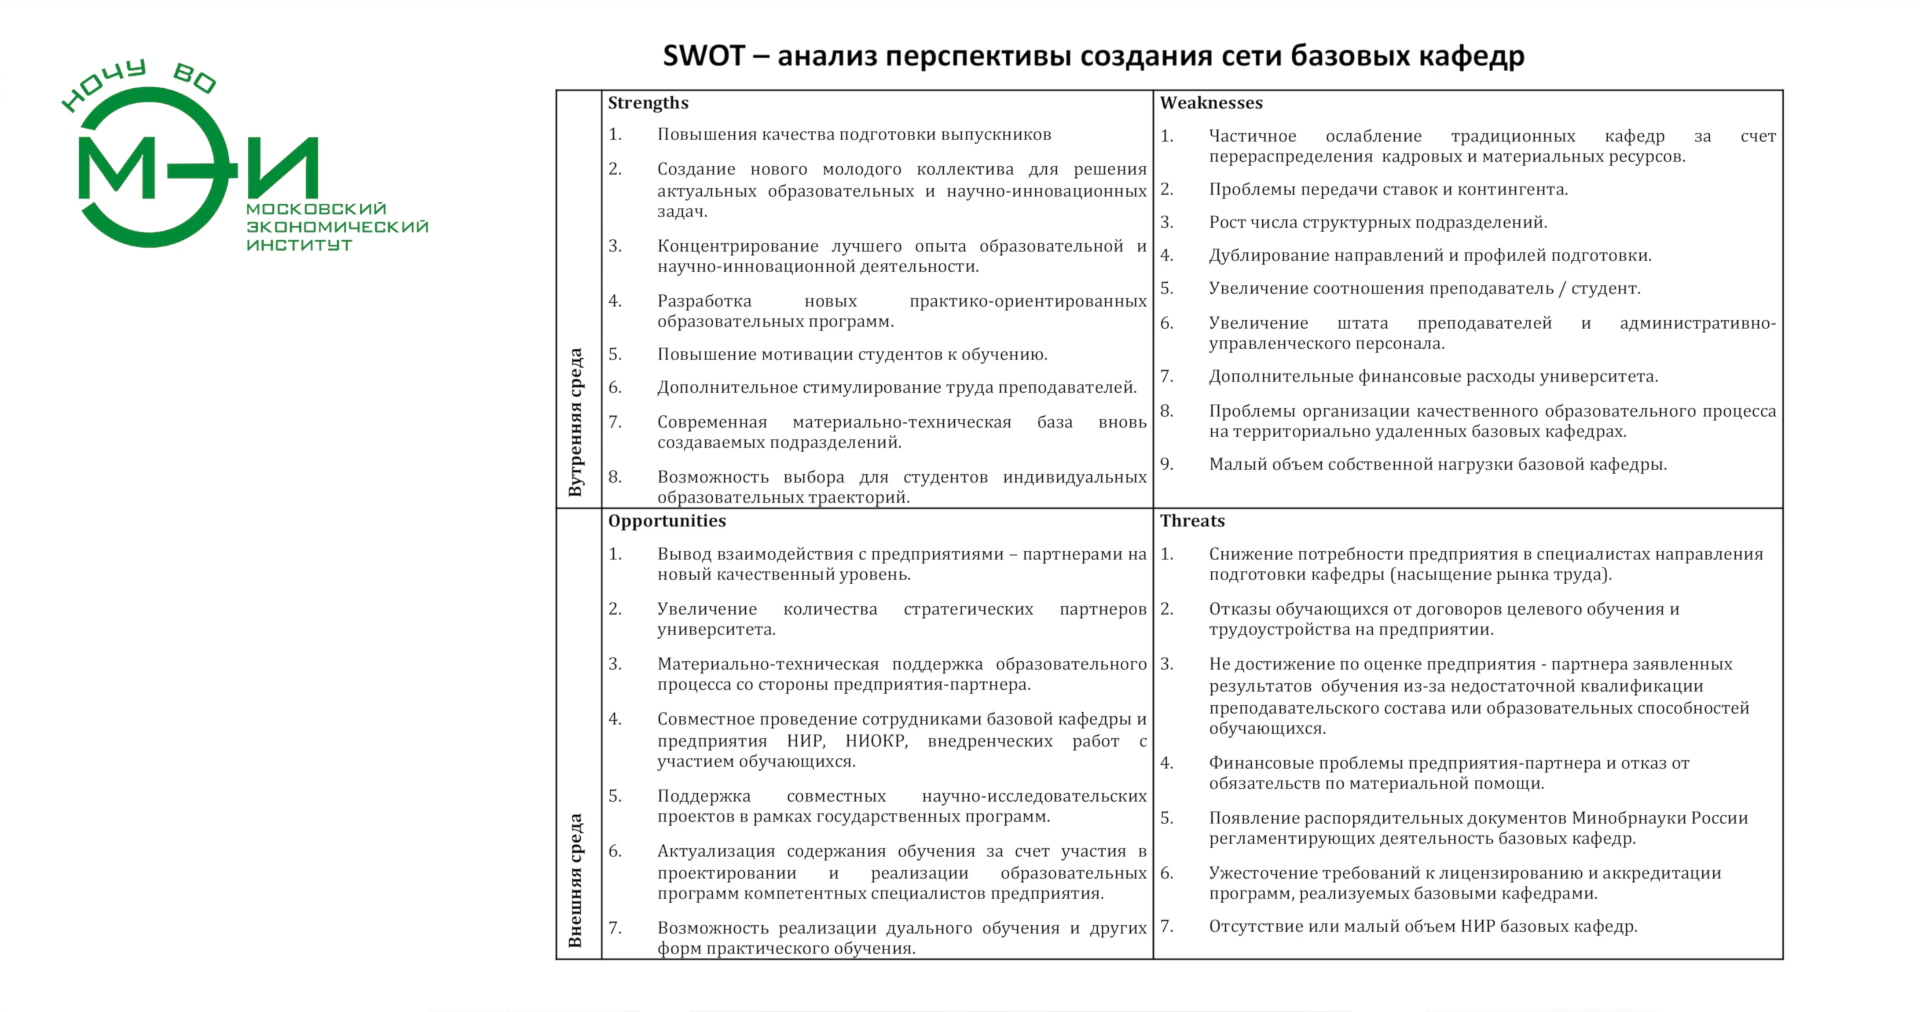 НОЧУ ВО
МЭИ
МОСКОВСКИЙ
ЭКОНОМИЧЕСКИЙ
ИНСТИТУТ
SWOT – анализ перспективы создания сети базовых кафедр
Вутренняя среда
Strengths
1. Повышения качества подготовки выпускников
2. Создание нового молодого коллектива для решения
актуальных образовательных и научно-инновационных
задач.
3. Концентрирование лучшего опыта образовательной и
научно-инновационной деятельности.
4. Разработка новых практико-ориентированных
образовательных программ.
5. Повышение мотивации студентов к обучению.
6. Дополнительное стимулирование труда преподавателей.
7. Современная материально-техническая база вновь
создаваемых подразделений.
8. Возможность выбора для студентов индивидуальных
образовательных траекторий.
Weaknesses
1. Частичное ослабление традиционных кафедр за счет
перераспределения кадровых и материальных ресурсов.
2. Проблемы передачи ставок и контингента.
3. Рост числа структурных подразделений.
4. Дублирование направлений и профилей подготовки.
5. Увеличение соотношения преподаватель / студент.
6. Увеличение штата преподавателей и административно-
управленческого персонала.
7. Дополнительные финансовые расходы университета.
8. Проблемы организации качественного образовательного процесса
на территориально удаленных базовых кафедрах.
9. Малый объем собственной нагрузки базовой кафедры.
Внешняя среда
Opportunities
1. Вывод взаимодействия с предприятиями – партнерами на
новый качественный уровень.
2. Увеличение количества стратегических партнеров
университета.
3. Материально-техническая поддержка образовательного
процесса со стороны предприятия-партнера.
4. Совместное проведение сотрудниками базовой кафедры и
предприятия НИР, НИОКР, внедренческих работ с
участием обучающихся.
5. Поддержка совместных научно-исследовательских
проектов в рамках государственных программ.
6. Актуализация содержания обучения за счет участия в
проектировании и реализации образовательных
программ компетентных специалистов предприятия.
7. Возможность реализации дуального обучения и других
форм практического обучения.
Threats
1. Снижение потребности предприятия в специалистах направления
подготовки кафедры (насыщение рынка труда).
2. Отказы обучающихся от договоров целевого обучения и
трудоустройства на предприятии.
3. Не достижение по оценке предприятия - партнера заявленных
результатов обучения из-за недостаточной квалификации
преподавательского состава или образовательных способностей
обучающихся.
4. Финансовые проблемы предприятия-партнера и отказ от
обязательств по материальной помощи.
5. Появление распорядительных документов Минобрнауки России
регламентирующих деятельность базовых кафедр.
6. Ужесточение требований к лицензированию и аккредитации
программ, реализуемых базовыми кафедрами.
7. Отсутствие или малый объем НИР базовых кафедр.